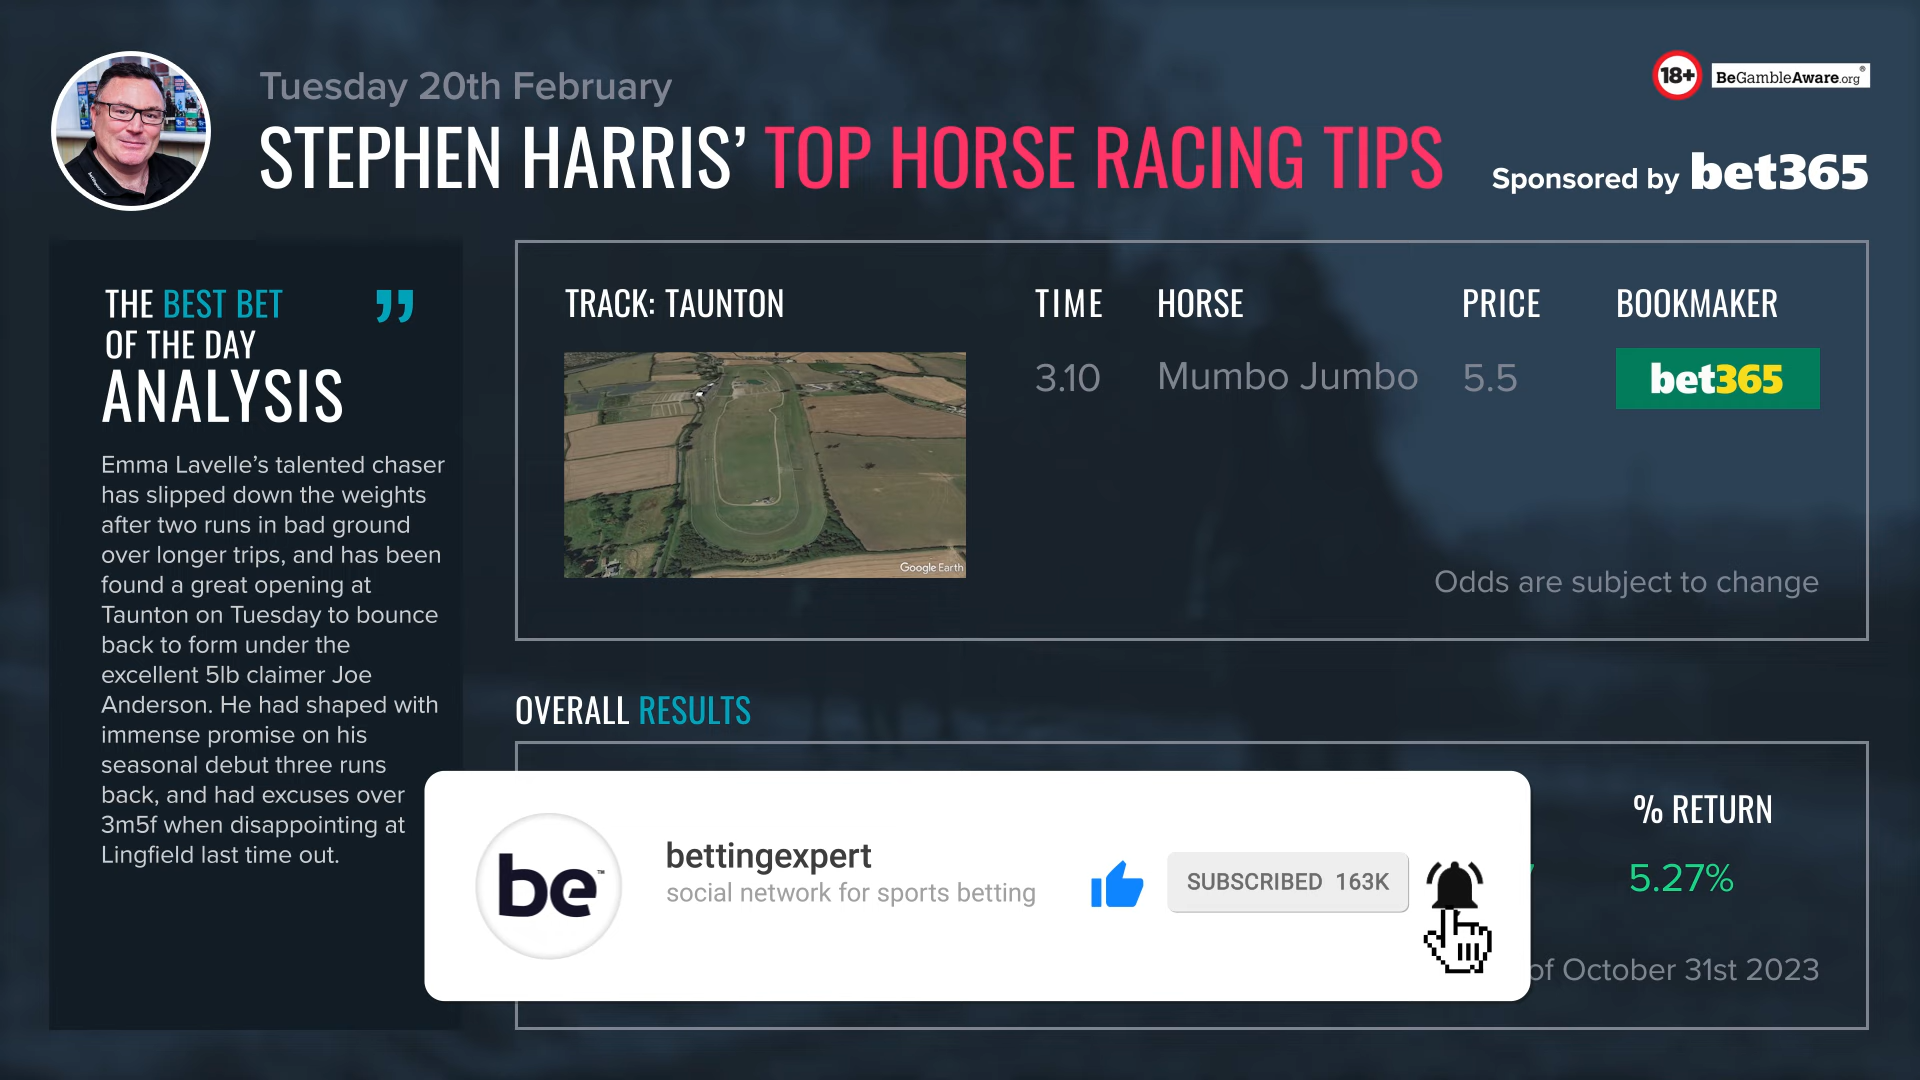 Tuesday 20th February
STEPHEN HARRIS’ TOP HORSE RACING TIPS
18+
BeGambleAware.org®
Sponsored by bet365
THE BEST BET
OF THE DAY
ANALYSIS
”
Emma Lavelle’s talented chaser
has slipped down the weights
after two runs in bad ground
over longer trips, and has been
found a great opening at
Taunton on Tuesday to bounce
back to form under the
excellent 5lb claimer Joe
Anderson. He had shaped with
immense promise on his
seasonal debut three runs
back, and had excuses over
3m5f when disappointing at
Lingfield last time out.
TRACK: TAUNTON
TIME HORSE PRICE BOOKMAKER
3.10 Mumbo Jumbo 5.5 bet365
Google Earth
Odds are subject to change
OVERALL RESULTS
% RETURN
5.27%
of October 31st 2023
be™
bettingexpert
social network for sports betting
SUBSCRIBED 163K